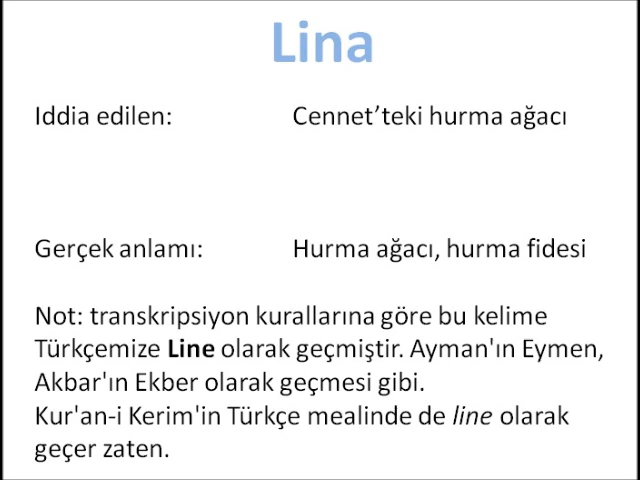 Lina
Iddia edilen: Cennet’teki hurma ağacı
Gerçek anlamı: Hurma ağacı, hurma fidesi
Not: transkripsiyon kurallarına göre bu kelime
Türkçemize Line olarak geçmiştir. Ayman'ın Eymen,
Akbar'ın Ekber olarak geçmesi gibi.
Kur'an-i Kerim'in Türkçe mealinde de line olarak
geçer zaten.